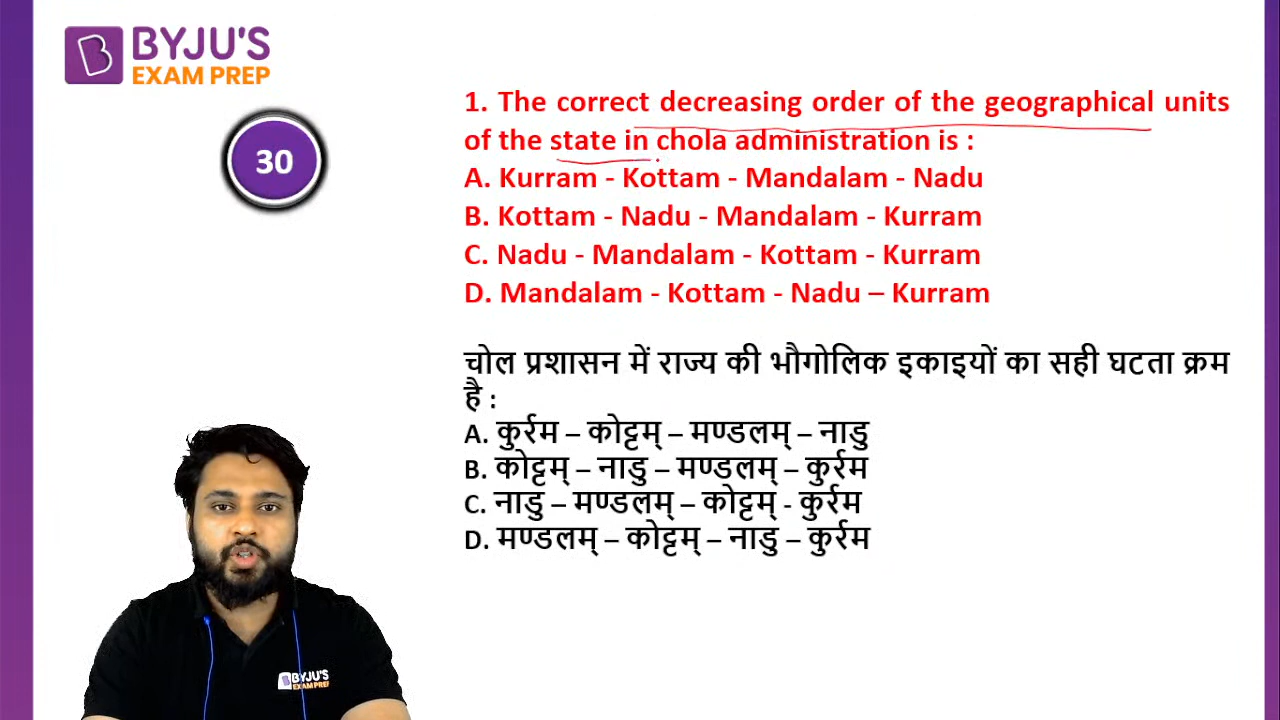 BYJU'S
EXAM PREP
30
1. The correct decreasing order of the geographical units
of the state in chola administration is :
A. Kurram - Kottam - Mandalam - Nadu
B. Kottam - Nadu - Mandalam - Kurram
C. Nadu - Mandalam - Kottam - Kurram
D. Mandalam - Kottam - Nadu – Kurram
चोल प्रशासन में राज्य की भौगोलिक इकाइयों का सही घटता क्रम
है :
A. कुर्रम – कोट्टम् – मण्डलम् – नाडु
B. कोट्टम् – नाडु – मण्डलम् – कुर्रम
C. नाडु – मण्डलम् – कोट्टम् - कुर्रम
D. मण्डलम् – कोट्टम् – नाडु – कुर्रम
BYJU'S
EXAM PREP